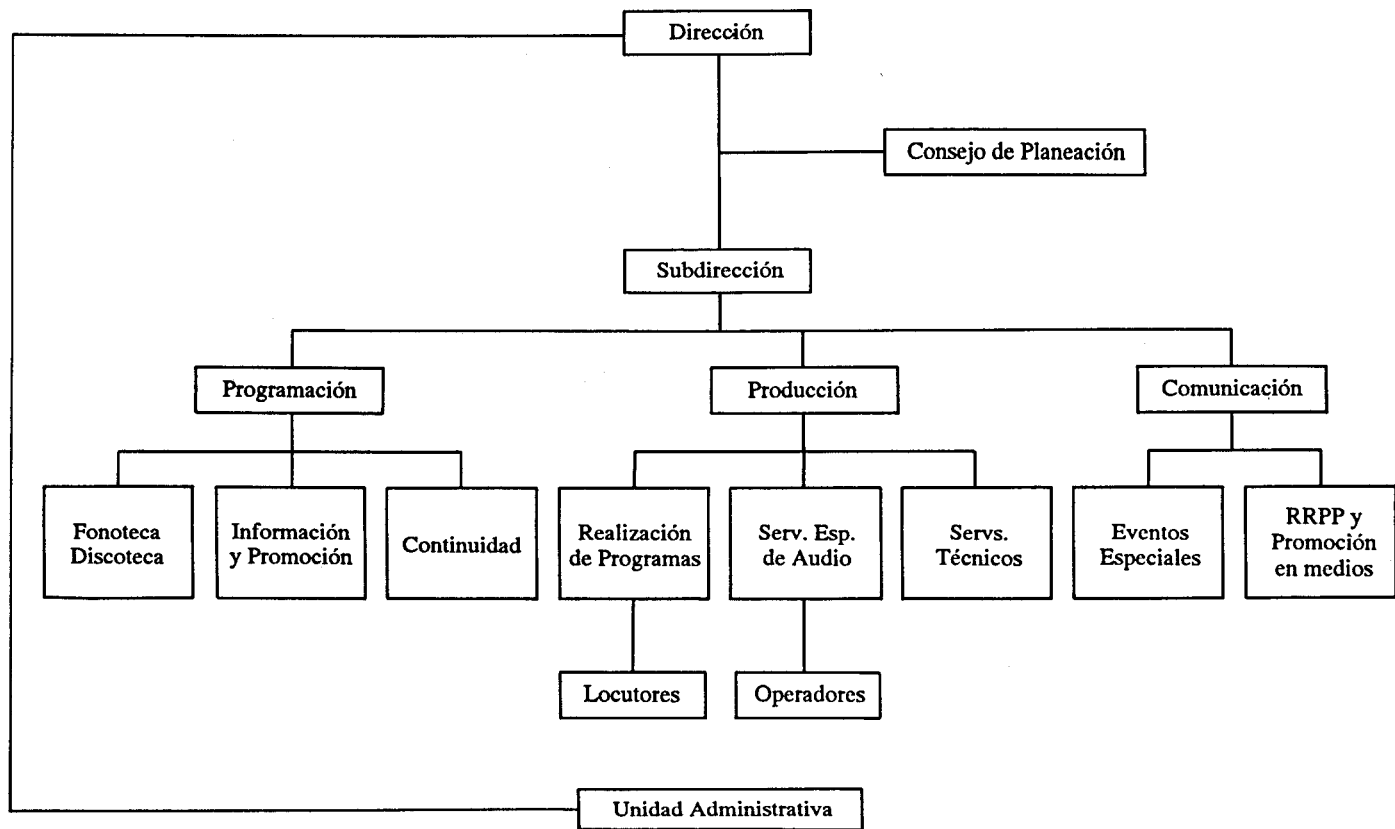 Dirección
Consejo de Planeación
Subdirección
Programación
Producción
Comunicación
Fonoteca
Discoteca
Información
y Promoción
Continuidad
Realización
de Programas
Serv. Esp.
de Audio
Servs.
Técnicos
Eventos
Especiales
RRPP y
Promoción
en medios
Locutores
Operadores
Unidad Administrativa